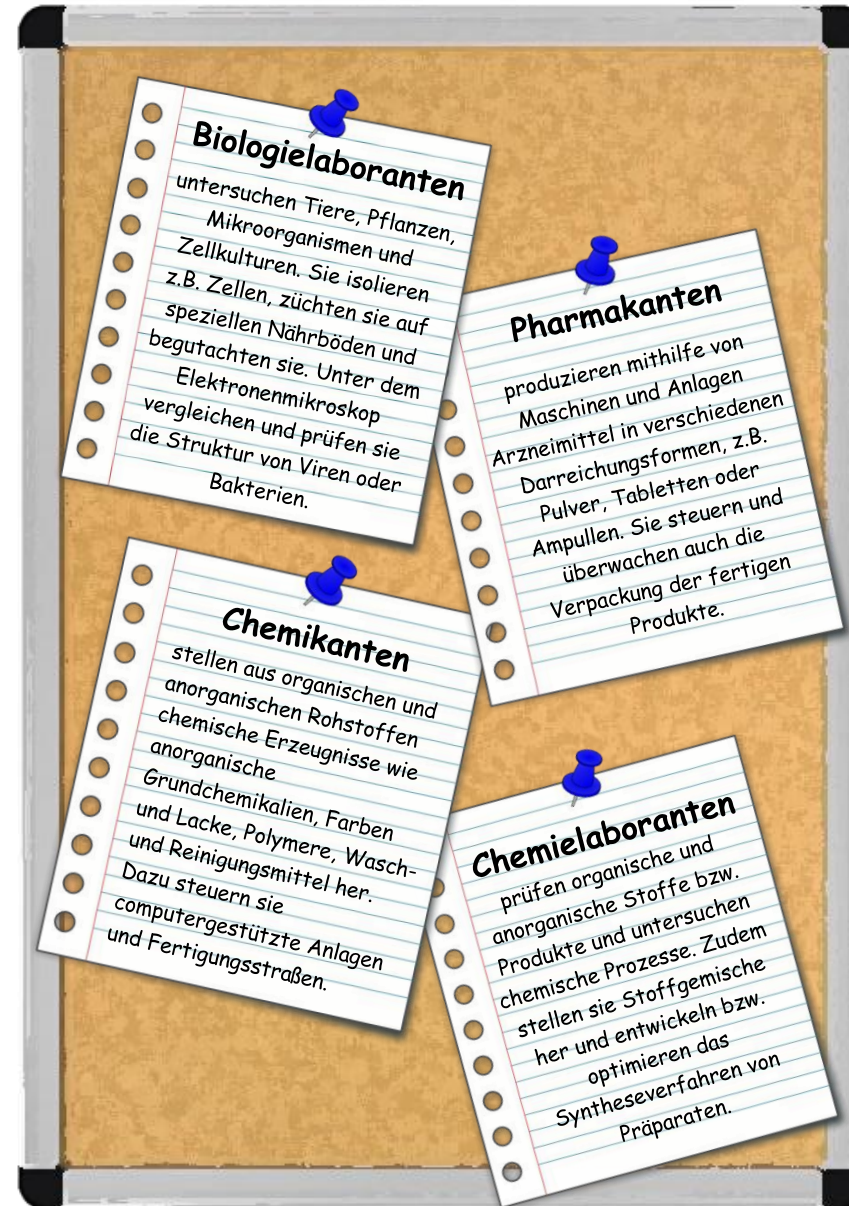 Biologielaboranten
untersuchen Tiere, Pflanzen,
Mikroorganismen und
Zellkulturen. Sie isolieren
z.B. Zellen, züchten sie auf
speziellen Nährböden und
begutachten sie. Unter dem
Elektronenmikroskop
vergleichen und prüfen sie
die Struktur von Viren oder
Bakterien.
Pharmakanten
produzieren mithilfe von
Maschinen und Anlagen
Arzneimittel in verschiedenen
Darreichungsformen, z.B.
Pulver, Tabletten oder
Ampullen. Sie steuern und
überwachen auch die
Verpackung der fertigen
Produkte.
Chemikanten
stellen aus organischen und
anorganischen Rohstoffen
chemische Erzeugnisse wie
anorganische
Grundchemikalien, Farben
und Lacke, Polymere, Wasch-
und Reinigungsmittel her.
Dazu steuern sie
computergestützte Anlagen
und Fertigungsstraßen.
Chemielaboranten
prüfen organische und
anorganische Stoffe bzw.
Produkte und untersuchen
chemische Prozesse. Zudem
stellen sie Stoffgemische
her und entwickeln bzw.
optimieren das
Syntheseverfahren von
Präparaten.